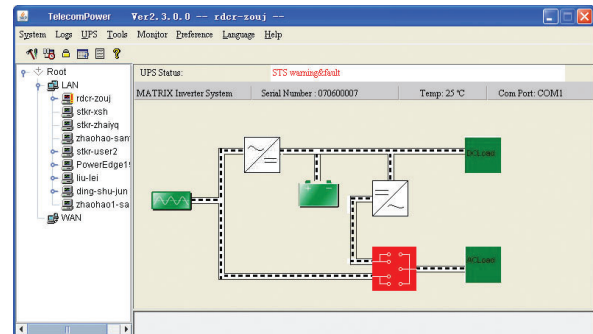 TelecomPower Ver2.3.0.0 -- rdcr-zouj --
System Logs UPS Tools Monitor Preference Language Help
Root
LAN
rdcr-zouj
stkr-xsh
stkr-zhaiyq
zhaohao-san
stkr-user2
PowerEdge19
liu-lei
ding-shu-jun
zhaohao1-sa
WAN
UPS Status: STS warning&fault
MATRIX Inverter System Serial Number : 070600007 Temp: 25 ℃ Com Port: COM1
DCLoad
ACLoad